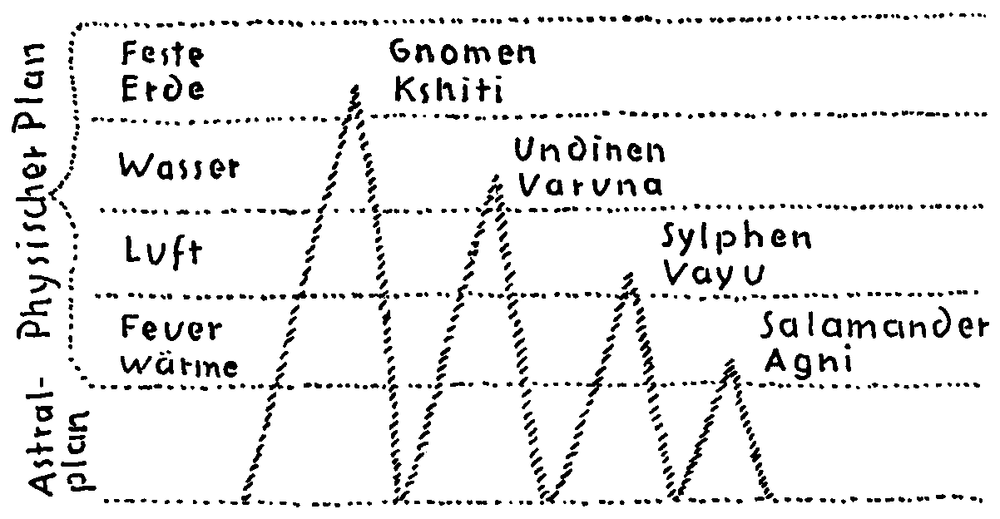 Physischer Plan
Feste
Erde
Gnomen
Kshiti
Wasser
Undinen
Varuna
Luft
Sylphen
Vayu
Feuer
Wärme
Salamander
Agni
Astral-
plan